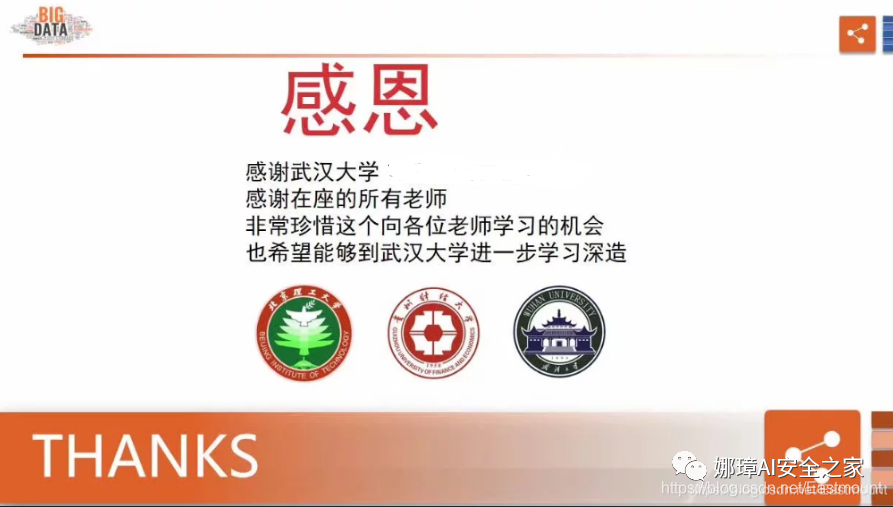 BIG
DATA
感恩
感谢武汉大学
感谢在座的所有老师
非常珍惜这个向各位老师学习的机会
也希望能够到武汉大学进一步学习深造
北京理工大学
BEIJING INSTITUTE OF TECHNOLOGY
贵州财经大学
GUIZHOU UNIVERSITY OF FINANCE AND ECONOMICS
1958
WUHAN UNIVERSITY
1893
武汉大学
THANKS
娜璋AI安全之家
https://blog.csdn.net/Eastmount